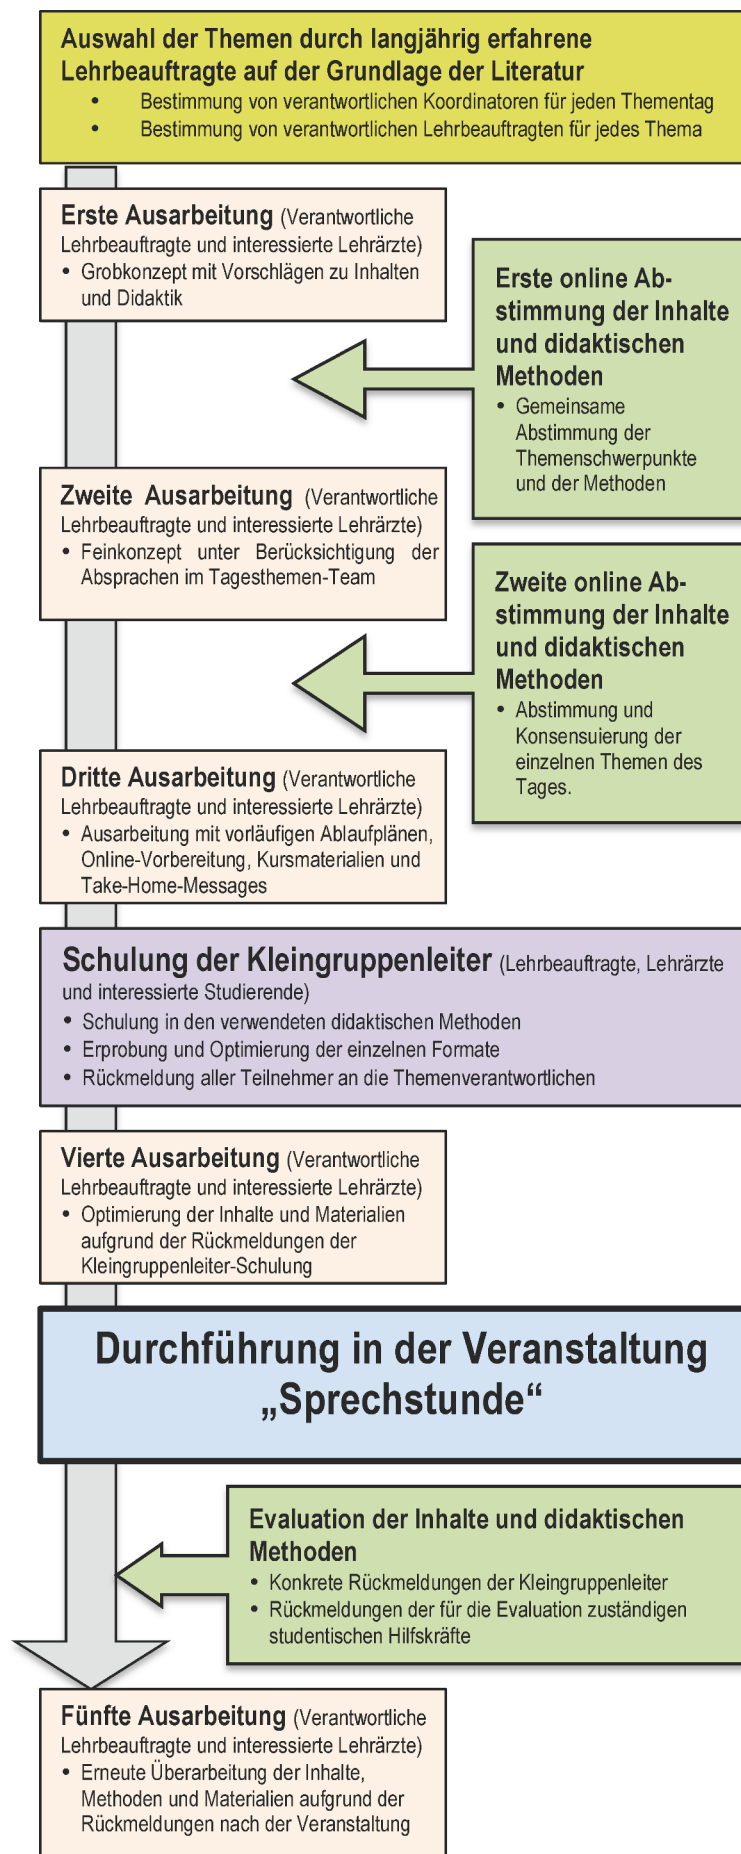 Auswahl der Themen durch langjährig erfahrene
Lehrbeauftragte auf der Grundlage der Literatur
• Bestimmung von verantwortlichen Koordinatoren für jeden Thementag
• Bestimmung von verantwortlichen Lehrbeauftragten für jedes Thema
Erste Ausarbeitung (Verantwortliche
Lehrbeauftragte und interessierte Lehrärzte)
• Grobkonzept mit Vorschlägen zu Inhalten
und Didaktik
Erste online Ab-
stimmung der Inhalte
und didaktischen
Methoden
• Gemeinsame
Abstimmung der
Themenschwerpunkte
und der Methoden
Zweite Ausarbeitung (Verantwortliche
Lehrbeauftragte und interessierte Lehrärzte)
• Feinkonzept unter Berücksichtigung der
Absprachen im Tagesthemen-Team
Zweite online Ab-
stimmung der Inhalte
und didaktischen
Methoden
• Abstimmung und
Konsensuierung der
einzelnen Themen des
Tages.
Dritte Ausarbeitung (Verantwortliche
Lehrbeauftragte und interessierte Lehrärzte)
• Ausarbeitung mit vorläufigen Ablaufplänen,
Online-Vorbereitung, Kursmaterialien und
Take-Home-Messages
Schulung der Kleingruppenleiter (Lehrbeauftragte, Lehrärzte
und interessierte Studierende)
• Schulung in den verwendeten didaktischen Methoden
• Erprobung und Optimierung der einzelnen Formate
• Rückmeldung aller Teilnehmer an die Themenverantwortlichen
Vierte Ausarbeitung (Verantwortliche
Lehrbeauftragte und interessierte Lehrärzte)
• Optimierung der Inhalte und Materialien
aufgrund der Rückmeldungen der
Kleingruppenleiter-Schulung
Durchführung in der Veranstaltung
„Sprechstunde“
Evaluation der Inhalte und didaktischen
Methoden
• Konkrete Rückmeldungen der Kleingruppenleiter
• Rückmeldungen der für die Evaluation zuständigen
studentischen Hilfskräfte
Fünfte Ausarbeitung (Verantwortliche
Lehrbeauftragte und interessierte Lehrärzte)
• Erneute Überarbeitung der Inhalte,
Methoden und Materialien aufgrund der
Rückmeldungen nach der Veranstaltung